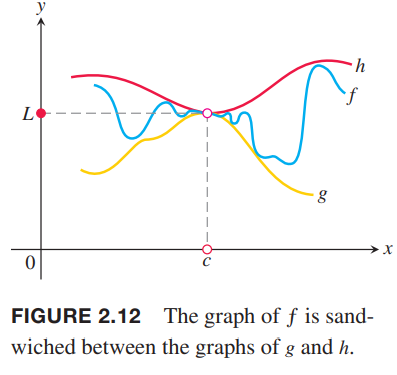 y
h
f
L
g
0
c
x
FIGURE 2.12 The graph of f is sand-
wiched between the graphs of g and h.